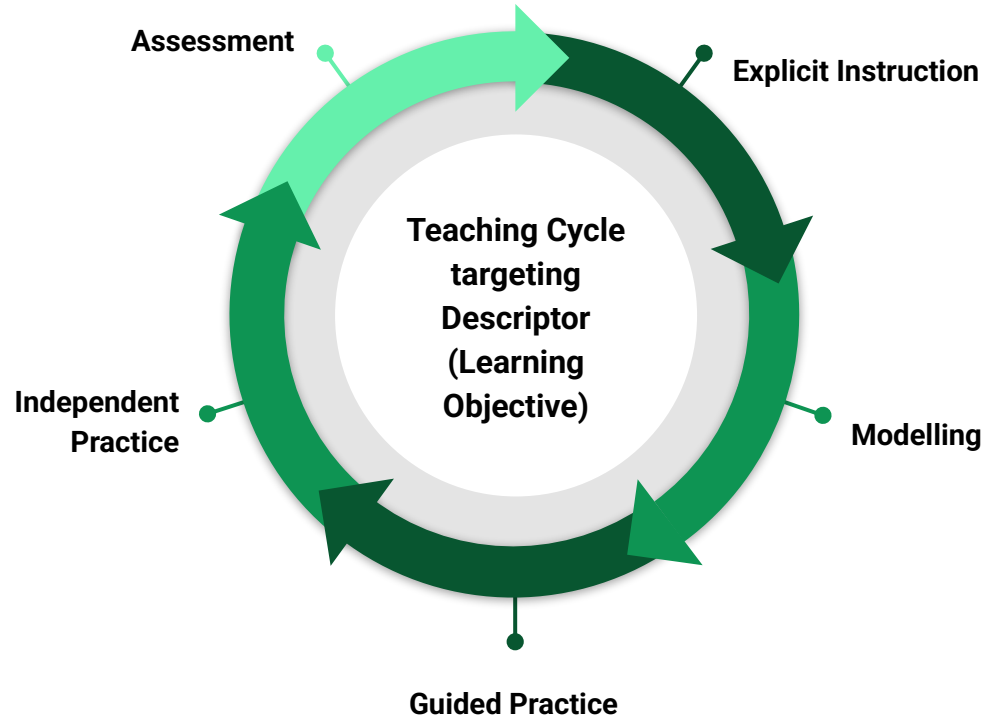 Assessment
Explicit Instruction
Teaching Cycle
targeting
Descriptor
(Learning
Objective)
Independent
Practice
Modelling
Guided Practice